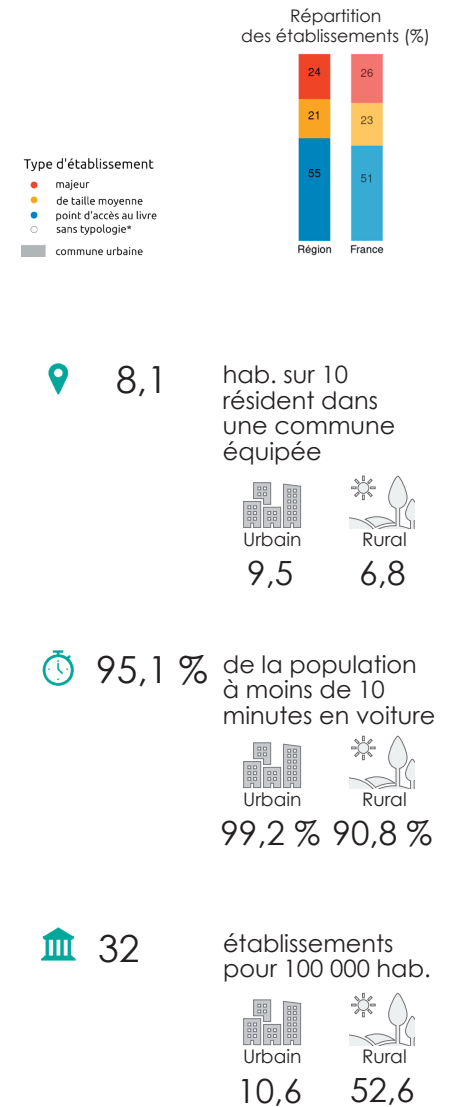 Répartition
des établissements (%)
24
26
21
23
55
51
Région
France
Type d'établissement
majeur
de taille moyenne
point d'accès au livre
sans typologie*
commune urbaine
8,1
hab. sur 10
résident dans
une commune
équipée
Urbain
Rural
9,5
6,8
95,1 %
de la population
à moins de 10
minutes en voiture
Urbain
Rural
99,2 %
90,8 %
32
établissements
pour 100 000 hab.
Urbain
Rural
10,6
52,6